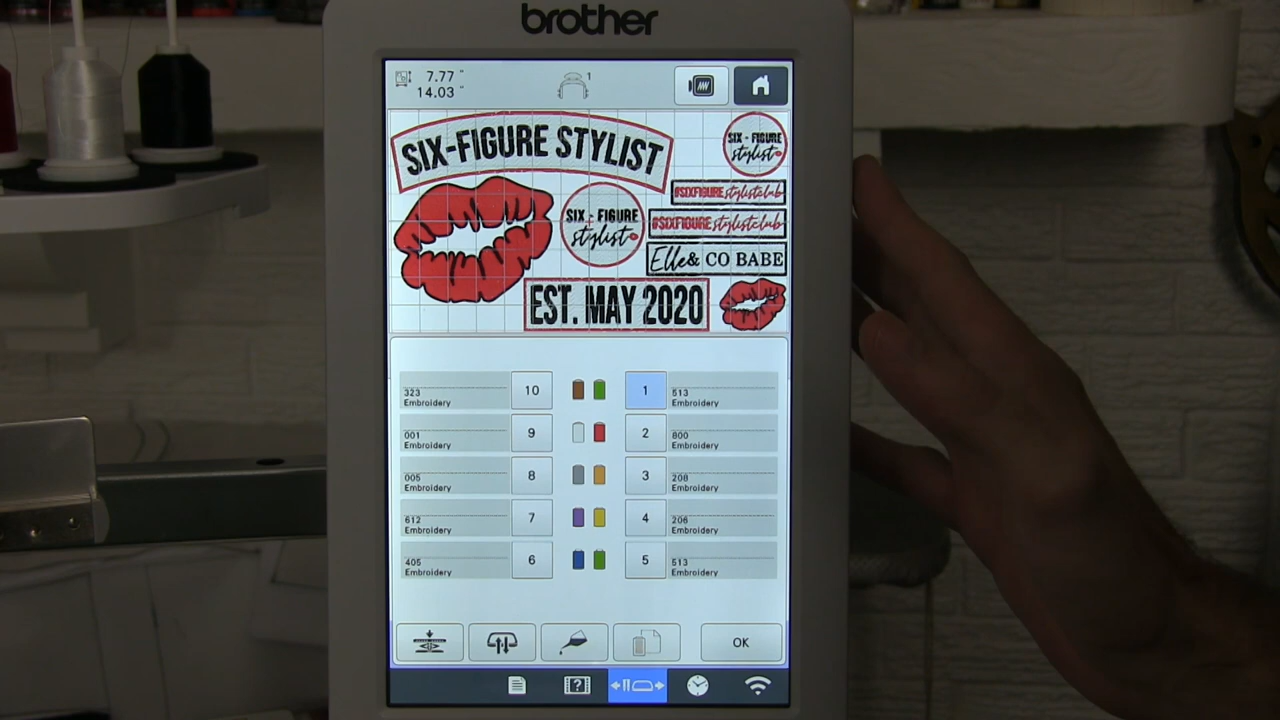 brother
7.77 "
14.03 "
1
SIX-FIGURE STYLIST
SIX - FIGURE
stylist
#SIXFIGURE stylistclub
SIX - FIGURE
stylist
#SIXFIGURE stylistclub
Elle & CO BABE
EST. MAY 2020
323
Embroidery
10
1
513
Embroidery
001
Embroidery
9
2
800
Embroidery
005
Embroidery
8
3
208
Embroidery
612
Embroidery
7
4
206
Embroidery
405
Embroidery
6
5
513
Embroidery
OK
?